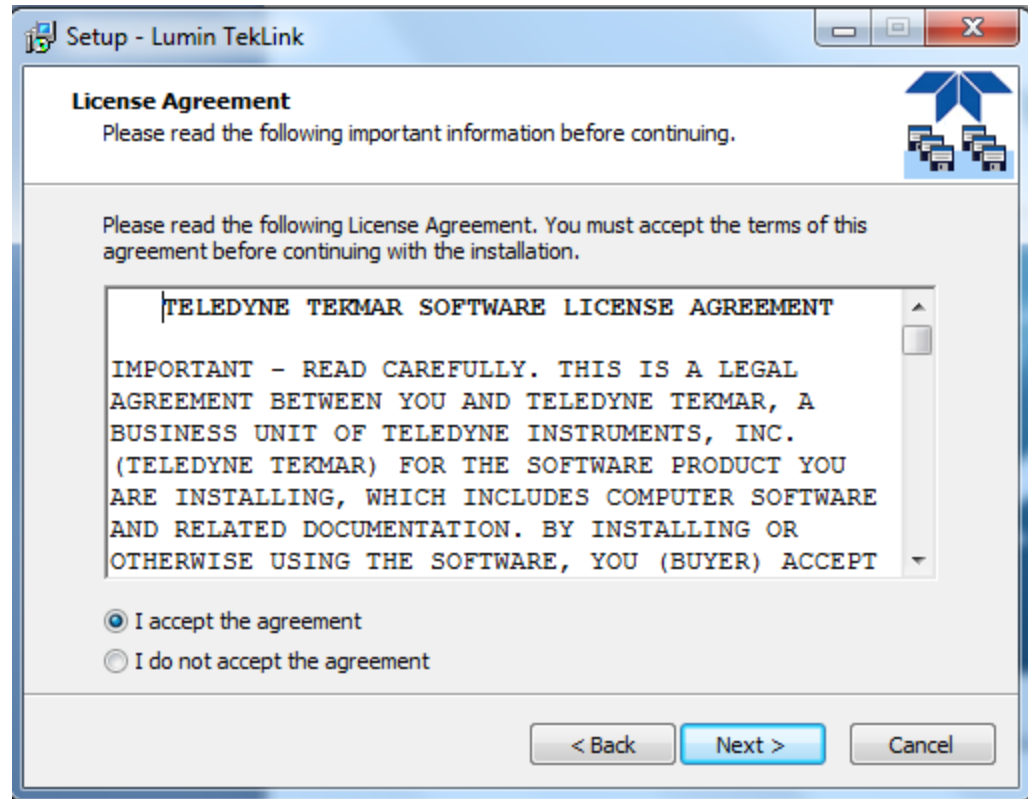 Setup - Lumin TekLink
License Agreement
Please read the following important information before continuing.
Please read the following License Agreement. You must accept the terms of this
agreement before continuing with the installation.
TELEDYNE TEKMAR SOFTWARE LICENSE AGREEMENT
IMPORTANT – READ CAREFULLY. THIS IS A LEGAL
AGREEMENT BETWEEN YOU AND TELEDYNE TEKMAR, A
BUSINESS UNIT OF TELEDYNE INSTRUMENTS, INC.
(TELEDYNE TEKMAR) FOR THE SOFTWARE PRODUCT YOU
ARE INSTALLING, WHICH INCLUDES COMPUTER SOFTWARE
AND RELATED DOCUMENTATION. BY INSTALLING OR
OTHERWISE USING THE SOFTWARE, YOU (BUYER) ACCEPT
I accept the agreement
I do not accept the agreement
< Back Next > Cancel